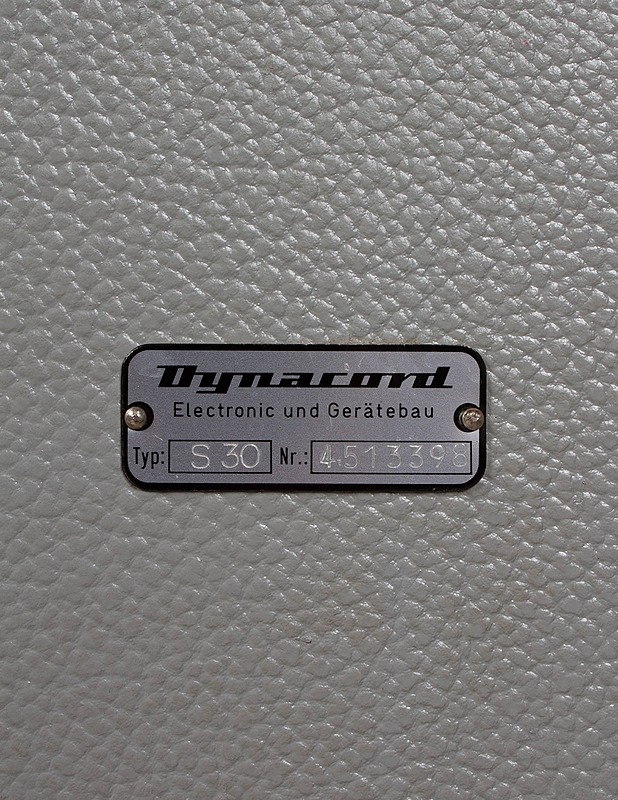 Dynacord
Electronic und Gerätebau
Typ: S 30 Nr.: 4513398